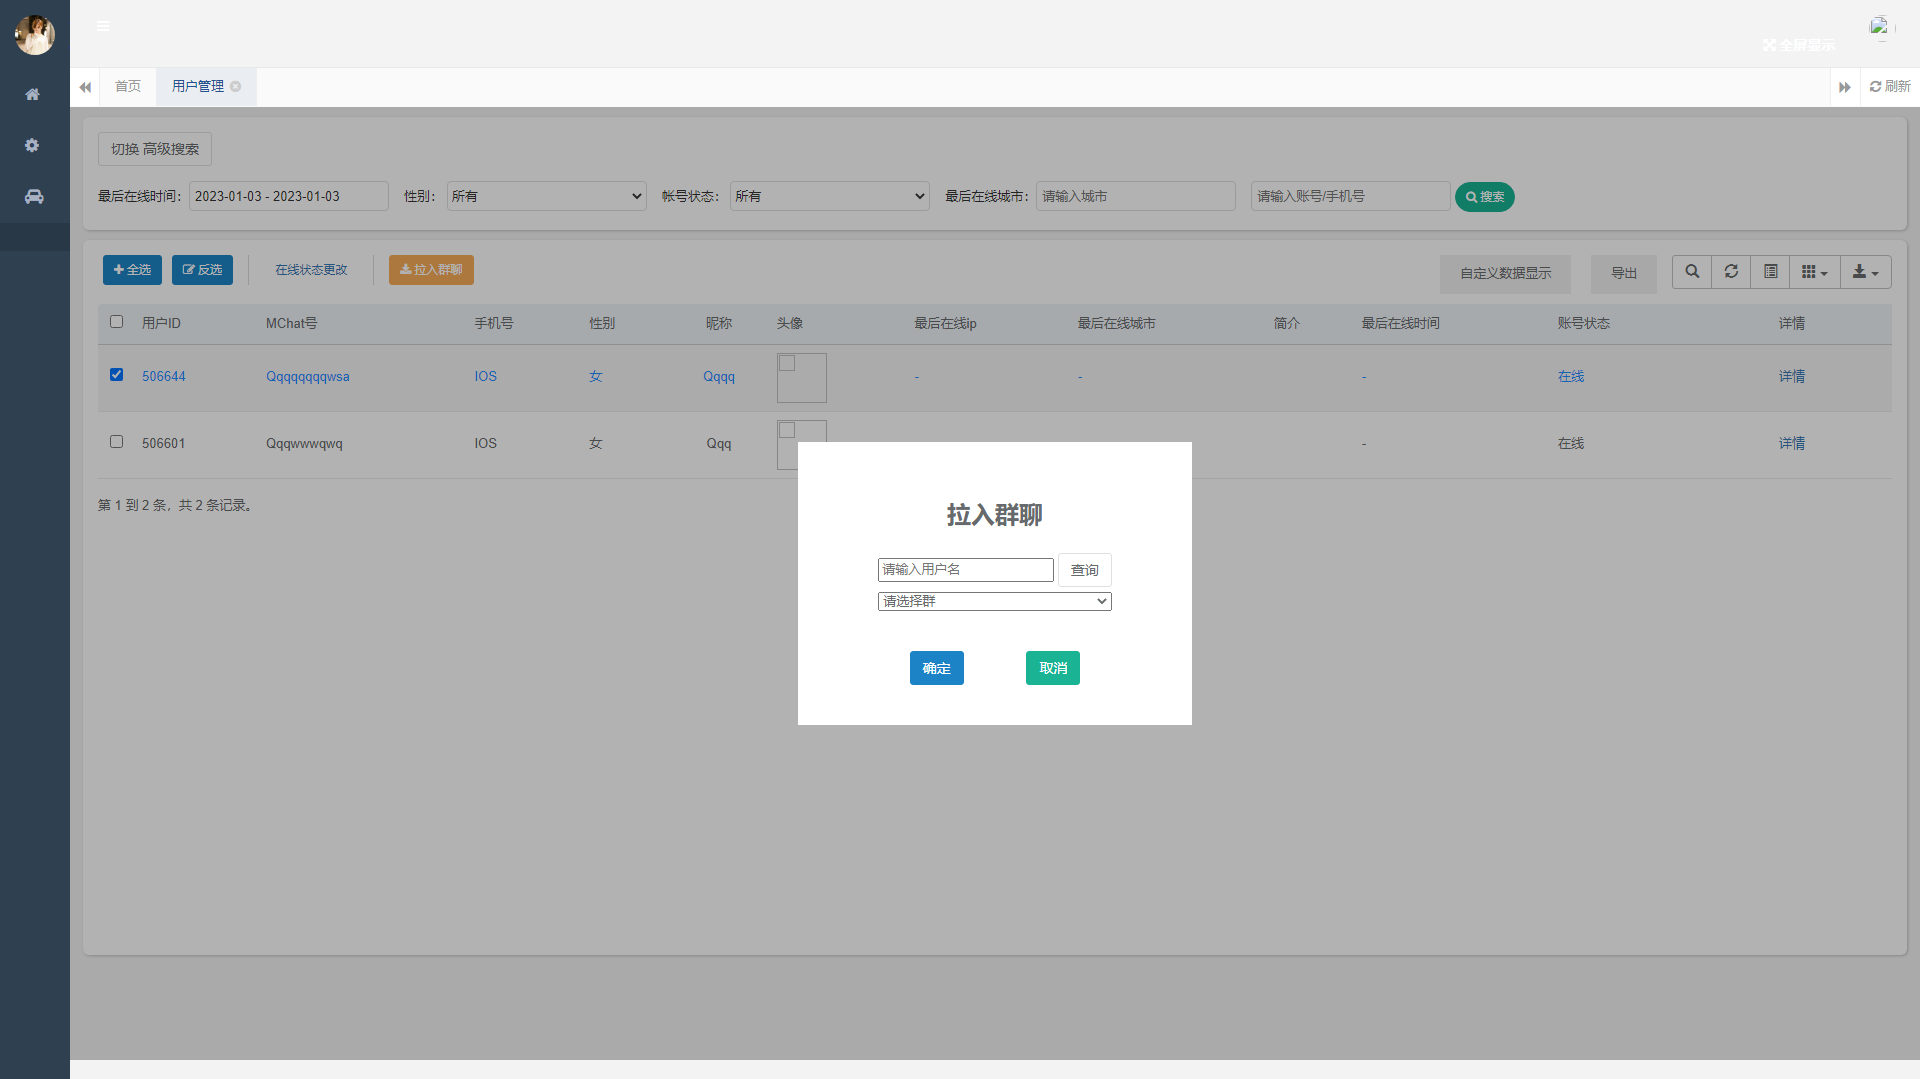 全屏显示
首页 用户管理 刷新
切换 高级搜索
最后在线时间： 2023-01-03 - 2023-01-03 性别： 所有 帐号状态： 所有 最后在线城市： 请输入城市 请输入账号/手机号 搜索
全选 反选 在线状态更改 拉入群聊 自定义数据显示 导出
用户ID MChat号 手机号 性别 昵称 头像 最后在线ip 最后在线城市 简介 最后在线时间 账号状态 详情
506644 Qqqqqqqwsa IOS 女 Qqqq - - - 在线 详情
506601 Qqqwwwqwq IOS 女 Qqq - 在线 详情
第 1 到 2 条，共 2 条记录。
拉入群聊
请输入用户名 查询
请选择群
确定 取消